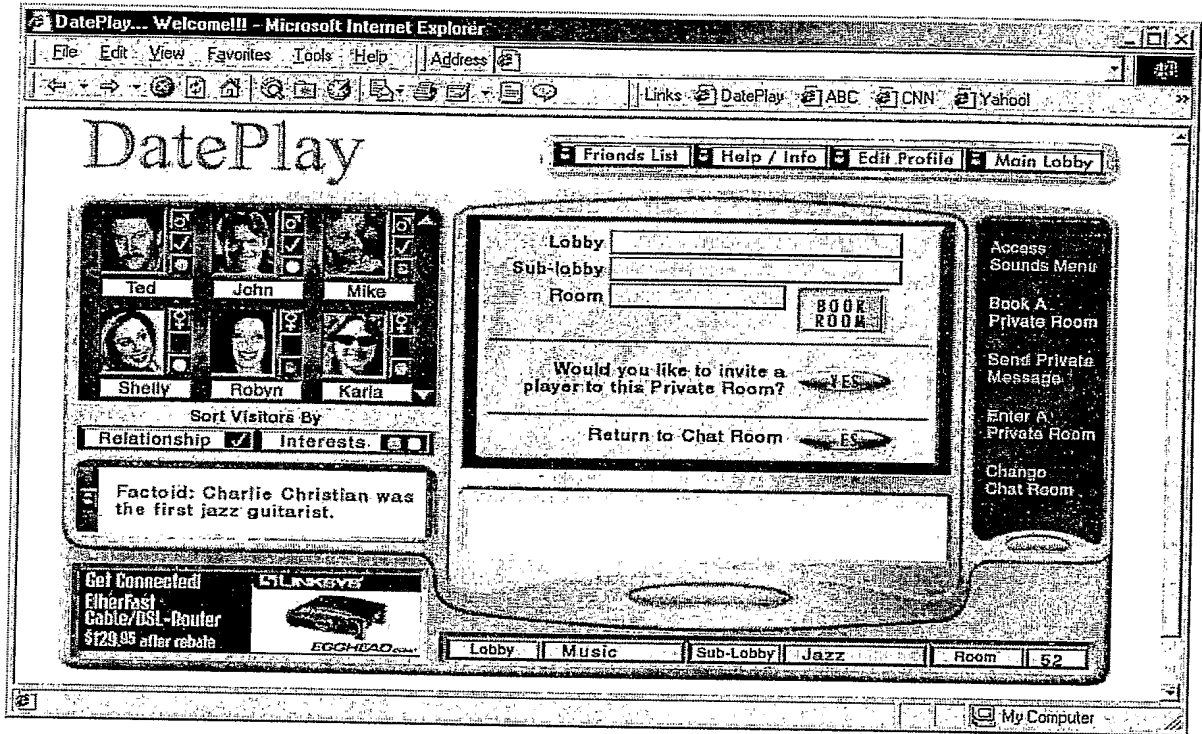 DatePlay... Welcome!!! - Microsoft Internet Explorer
File Edit View Favorites Tools Help Address
Links DatePlay ABC CNN Yahoo!
DatePlay
Friends List Help / Info Edit Profile Main Lobby
Ted John Mike
Shelly Robyn Karla
Sort Visitors By
Relationship Interests
Factoid: Charlie Christian was
the first jazz guitarist.
Get Connected!
EtherFast
Cable/DSL-Router
$129.95 after rebate
LINKSYS
EGGHEAD.com
Lobby
Sub-lobby
Room
BOOK
ROOM
Would you like to invite a
player to this Private Room?
YES
Return to Chat Room
YES
Access
Sounds Menu
Book A
Private Room
Send Private
Message
Enter A
Private Room
Change
Chat Room
Lobby Music Sub-Lobby Jazz Room 52
My Computer